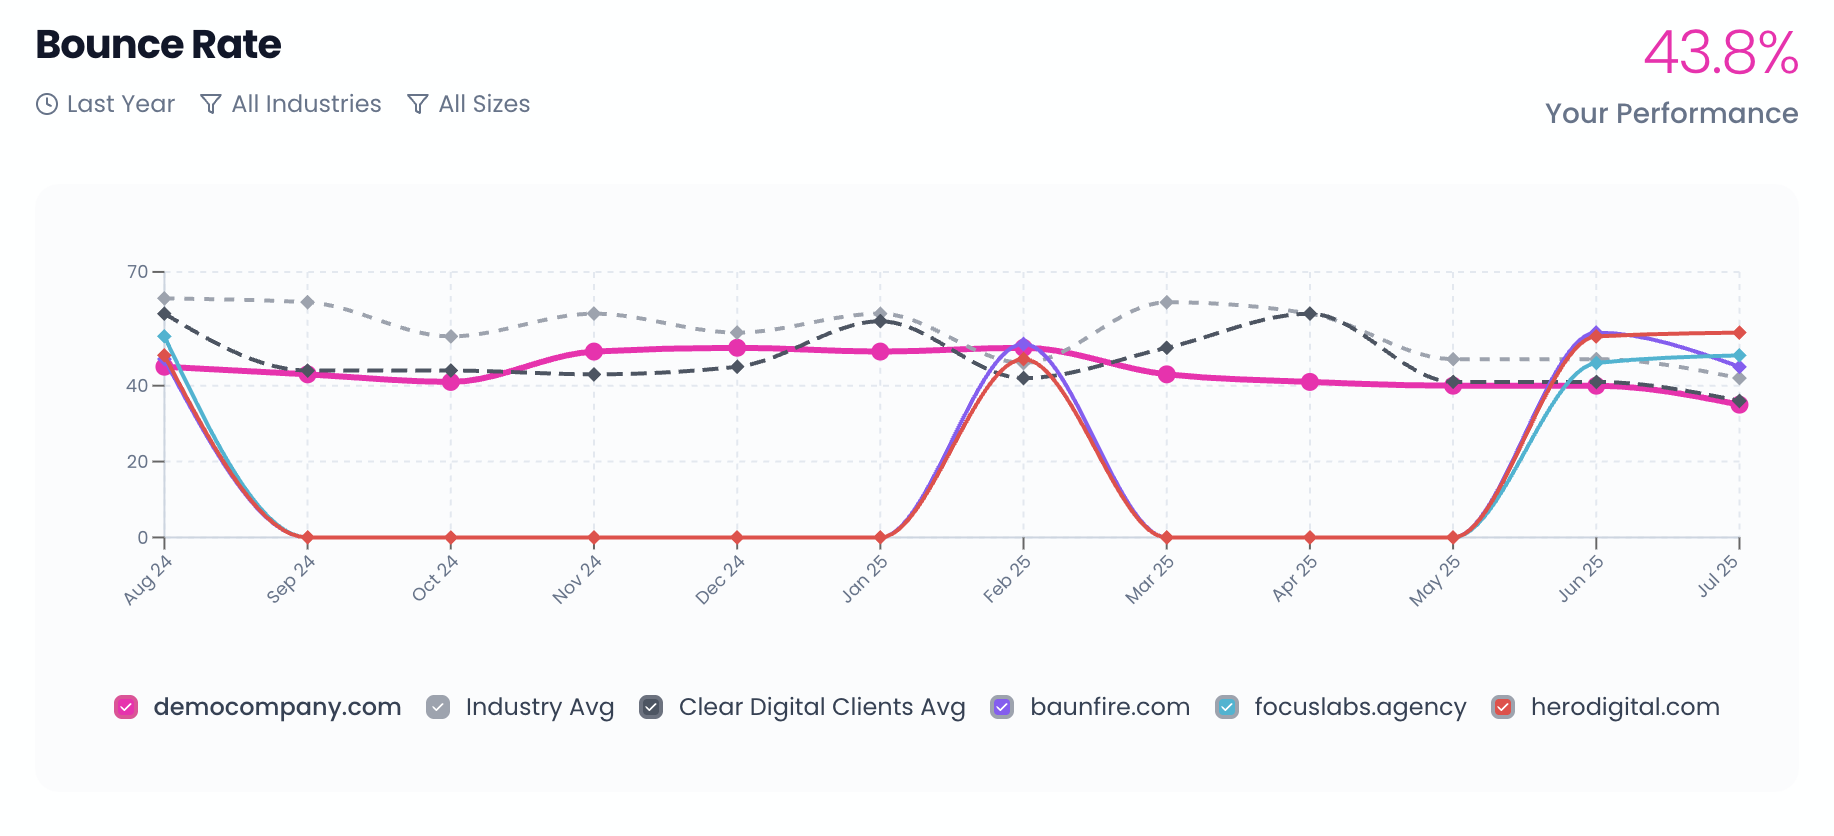 Bounce Rate
43.8%
Last Year All Industries All Sizes
Your Performance
70
40
20
0
Aug 24 Sep 24 Oct 24 Nov 24 Dec 24 Jan 25 Feb 25 Mar 25 Apr 25 May 25 Jun 25 Jul 25
democompany.com Industry Avg Clear Digital Clients Avg baunfire.com focuslabs.agency herodigital.com